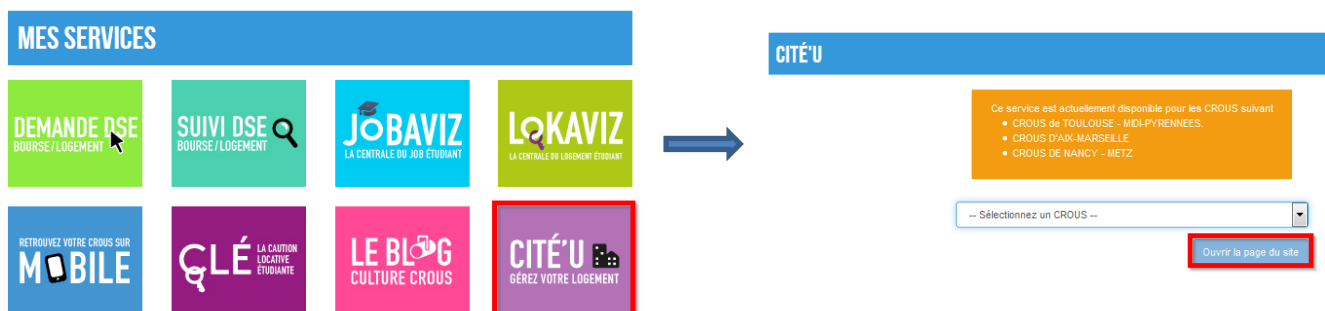 MES SERVICES
DEMANDE DSE
BOURSE/LOGEMENT
SUIVI DSE
BOURSE/LOGEMENT
JOBAVIZ
LA CENTRALE DU JOB ÉTUDIANT
LOKAVIZ
LA CENTRALE DU LOGEMENT ÉTUDIANT
RETROUVEZ VOTRE CROUS SUR
MOBILE
CLÉ
LA CAUTION
LOCATIVE
ÉTUDIANTE
LE BLOG
CULTURE CROUS
CITÉ'U
GÉREZ VOTRE LOGEMENT
CITÉ'U
Ce service est actuellement disponible pour les CROUS suivant
• CROUS de TOULOUSE - MIDI-PYRENNEES.
• CROUS D'AIX-MARSEILLE
• CROUS DE NANCY - METZ
-- Sélectionnez un CROUS --
Ouvrir la page du site